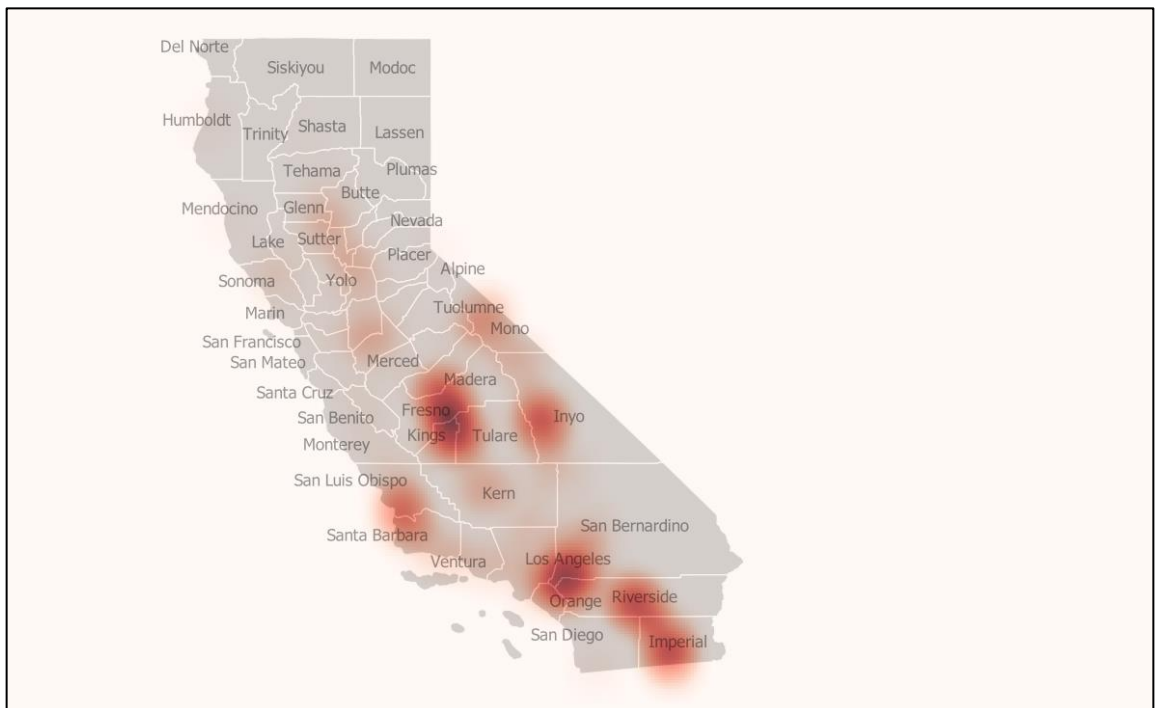 Del Norte
Siskiyou
Modoc
Humboldt
Trinity
Shasta
Lassen
Tehama
Plumas
Butte
Mendocino
Glenn
Nevada
Lake
Sutter
Placer
Alpine
Sonoma
Yolo
Tuolumne
Marin
Mono
San Francisco
San Mateo
Merced
Madera
Santa Cruz
Fresno
Inyo
San Benito
Kings
Tulare
Monterey
San Luis Obispo
Kern
San Bernardino
Santa Barbara
Ventura
Los Angeles
Orange
Riverside
San Diego
Imperial